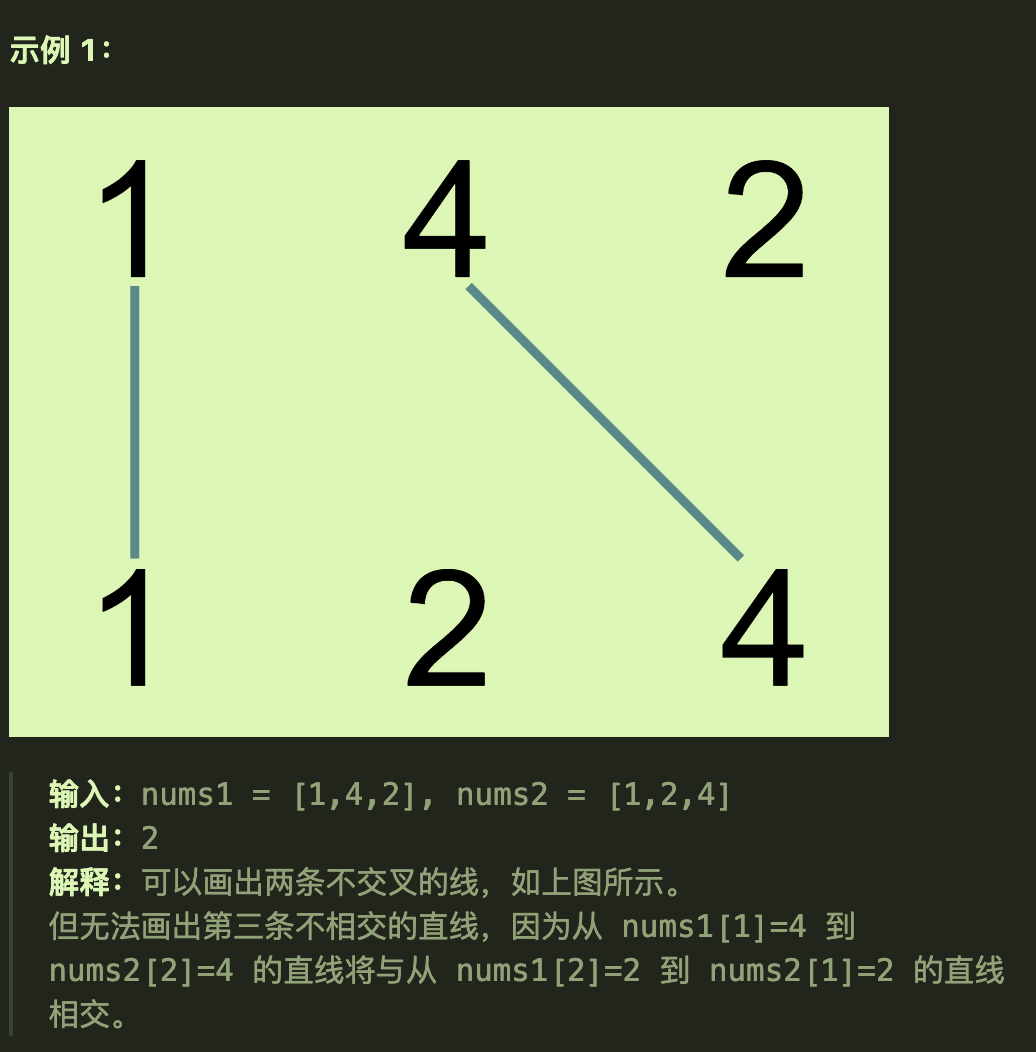 示例 1：
1 4 2
1 2 4
输入：nums1 = [1,4,2], nums2 = [1,2,4]
输出：2
解释：可以画出两条不交叉的线，如上图所示。
但无法画出第三条不相交的直线，因为从 nums1[1]=4 到
nums2[2]=4 的直线将与从 nums1[2]=2 到 nums2[1]=2 的直线
相交。